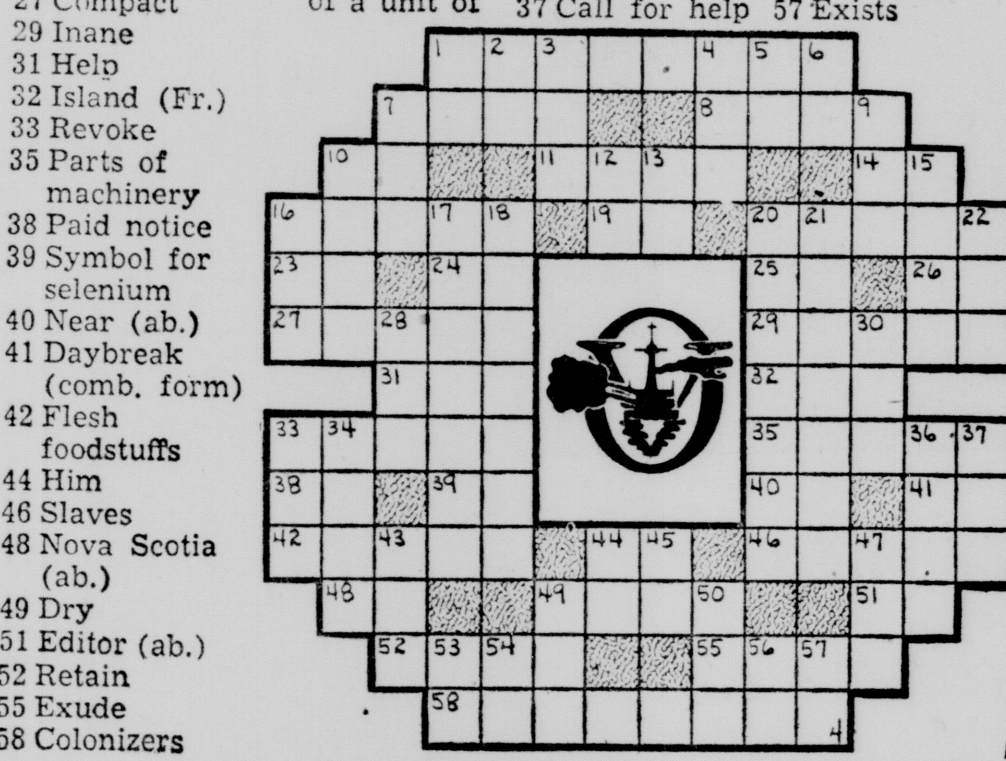 27 Compact
29 Inane
31 Help
32 Island (Fr.)
33 Revoke
35 Parts of
machinery
38 Paid notice
39 Symbol for
selenium
40 Near (ab.)
41 Daybreak
(comb. form)
42 Flesh
foodstuffs
44 Him
46 Slaves
48 Nova Scotia
(ab.)
49 Dry
51 Editor (ab.)
52 Retain
55 Exude
58 Colonizers
of a unit of
37 Call for help 57 Exists
1 2 3 4 5 6
7 8 9
10 11 12 13 14 15
16 17 18 19 20 21 22
23 24 25 26
27 28 29 30
31 32
33 34 35 36 37
38 39 40 41
42 43 44 45 46 47
48 49 50 51
52 53 54 55 56 57
58 4